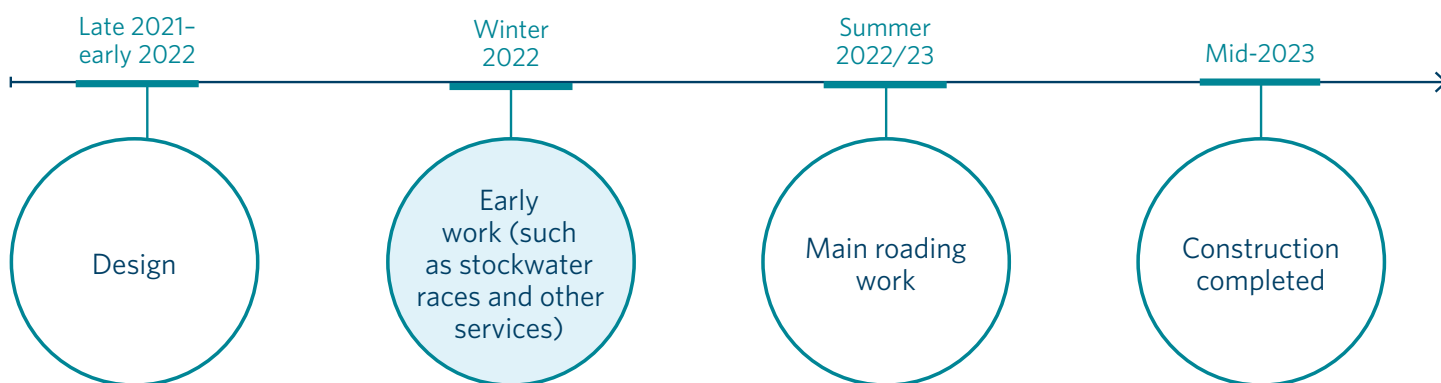 Late 2021–
early 2022
Winter
2022
Summer
2022/23
Mid-2023
Design
Early
work (such
as stockwater
races and other
services)
Main roading
work
Construction
completed